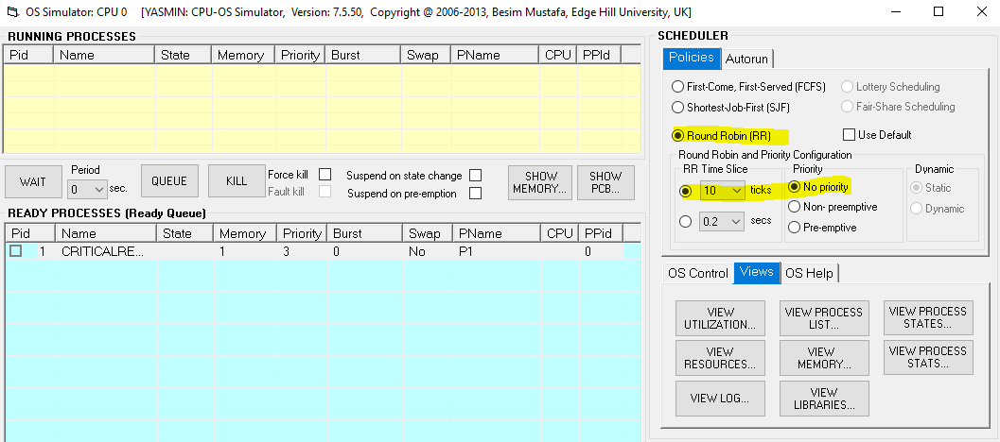 OS Simulator: CPU 0 [YASMIN: CPU-OS Simulator, Version: 7.5.50, Copyright @ 2006-2013, Besim Mustafa, Edge Hill University, UK]
RUNNING PROCESSES
Pid Name State Memory Priority Burst Swap PName CPU PPId
WAIT
Period
0 sec.
QUEUE
KILL
Force kill
Fault kill
Suspend on state change
Suspend on pre-emption
SHOW
MEMORY...
SHOW
PCB...
READY PROCESSES (Ready Queue)
Pid Name State Memory Priority Burst Swap PName CPU PPid
1 CRITICALRE... 1 3 0 No P1 0
SCHEDULER
Policies Autorun
First-Come, First-Served (FCFS) Lottery Scheduling
Shortest-Job-First (SJF) Fair-Share Scheduling
Round Robin (RR) Use Default
Round Robin and Priority Configuration
RR Time Slice
10 ticks
0.2 secs
Priority
No priority
Non- preemptive
Pre-emptive
Dynamic
Static
Dynamic
OS Control Views OS Help
VIEW
UTILIZATION...
VIEW PROCESS
LIST...
VIEW PROCESS
STATES...
VIEW
RESOURCES...
VIEW
MEMORY...
VIEW PROCESS
STATS...
VIEW LOG...
VIEW
LIBRARIES...